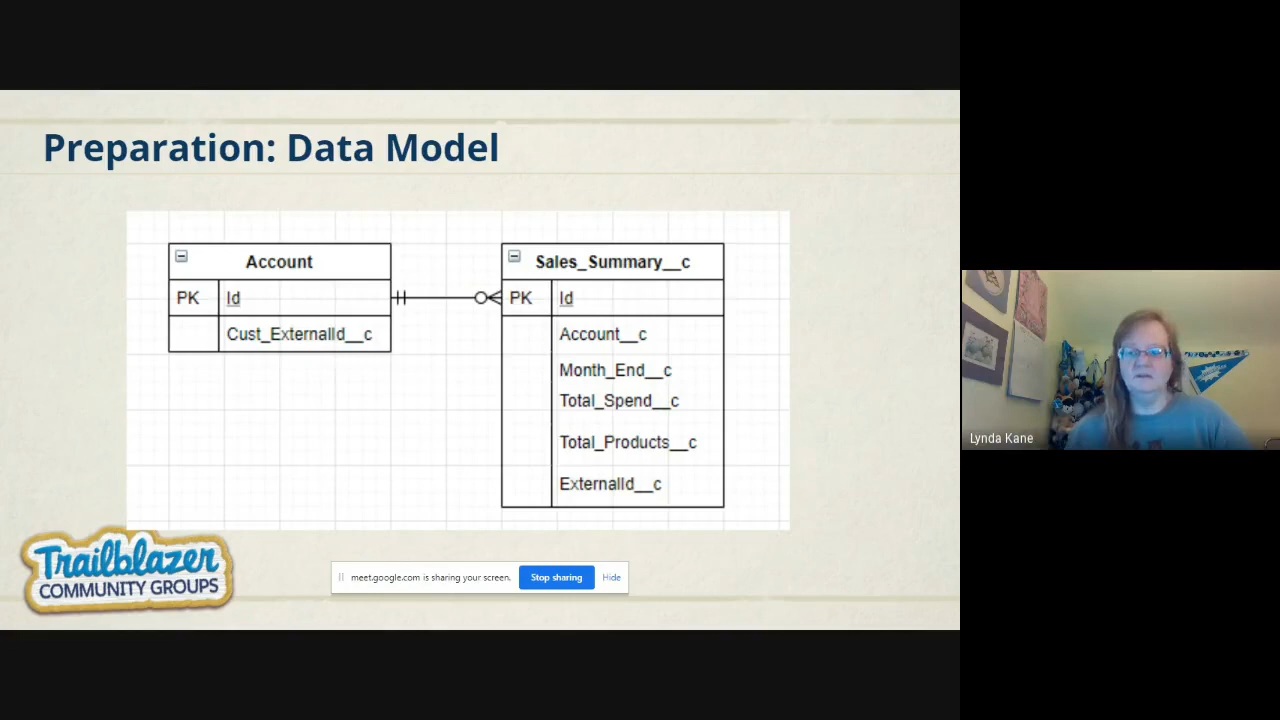 Preparation: Data Model
Account
PK Id
Cust_ExternalId__c
Sales_Summary__c
PK Id
Account__c
Month_End__c
Total_Spend__c
Total_Products__c
ExternalId__c
Trailblazer
COMMUNITY GROUPS
meet.google.com is sharing your screen. Stop sharing Hide
Lynda Kane